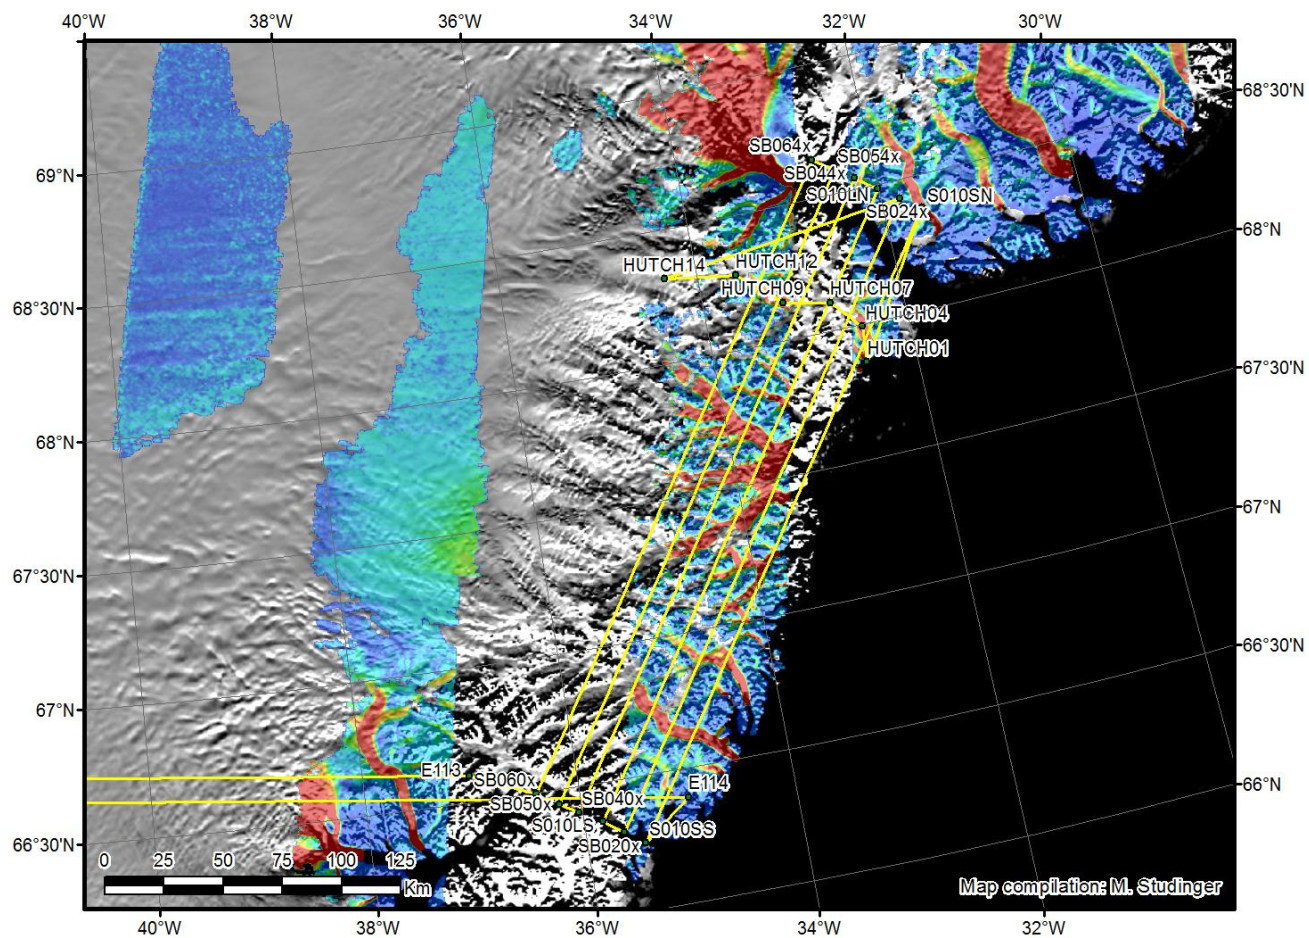 40°W 38°W 36°W 34°W 32°W 30°W
68°30'N
69°N
SB064x
SB054x
SB044x
S010LN
S010SN
SB024x
68°N
HUTCH14
HUTCH12
HUTCH09
HUTCH07
68°30'N
HUTCH04
HUTCH01
67°30'N
68°N
67°N
67°30'N
66°30'N
67°N
E113
SB060x
E114
66°N
SB050x
SB040x
S010LS
S010SS
SB020x
66°30'N
0 25 50 75 100 125
Km
Map compilation: M. Studinger
40°W 38°W 36°W 34°W 32°W